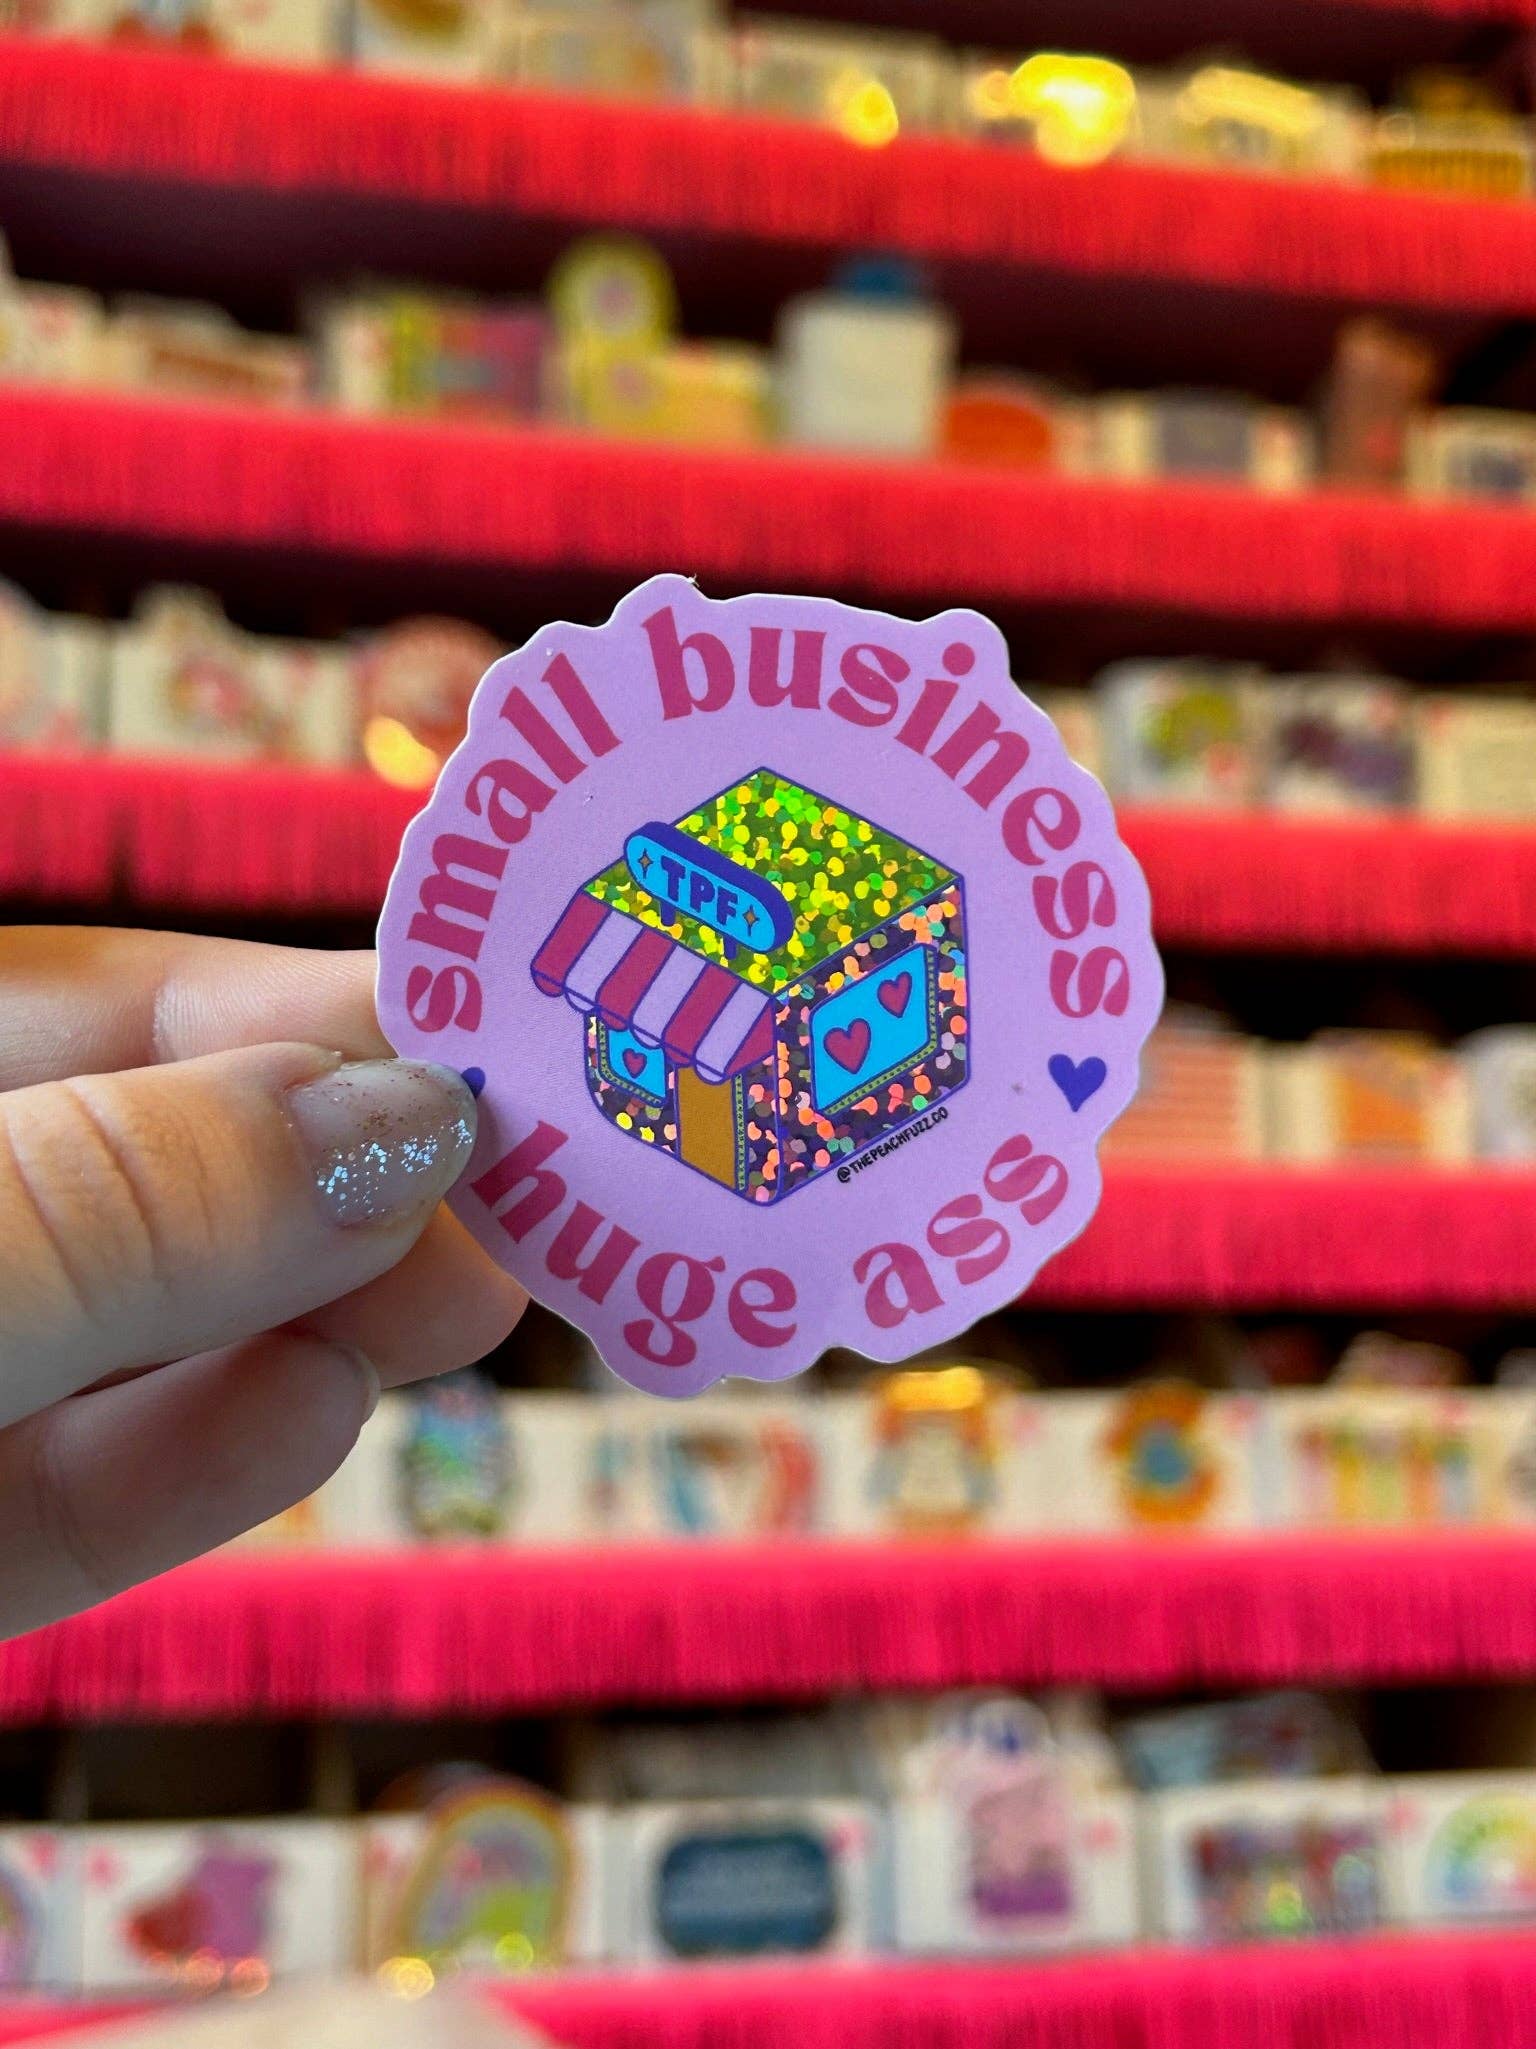 small business
TPF
@THEPEACHFUZZ.CO
huge ass